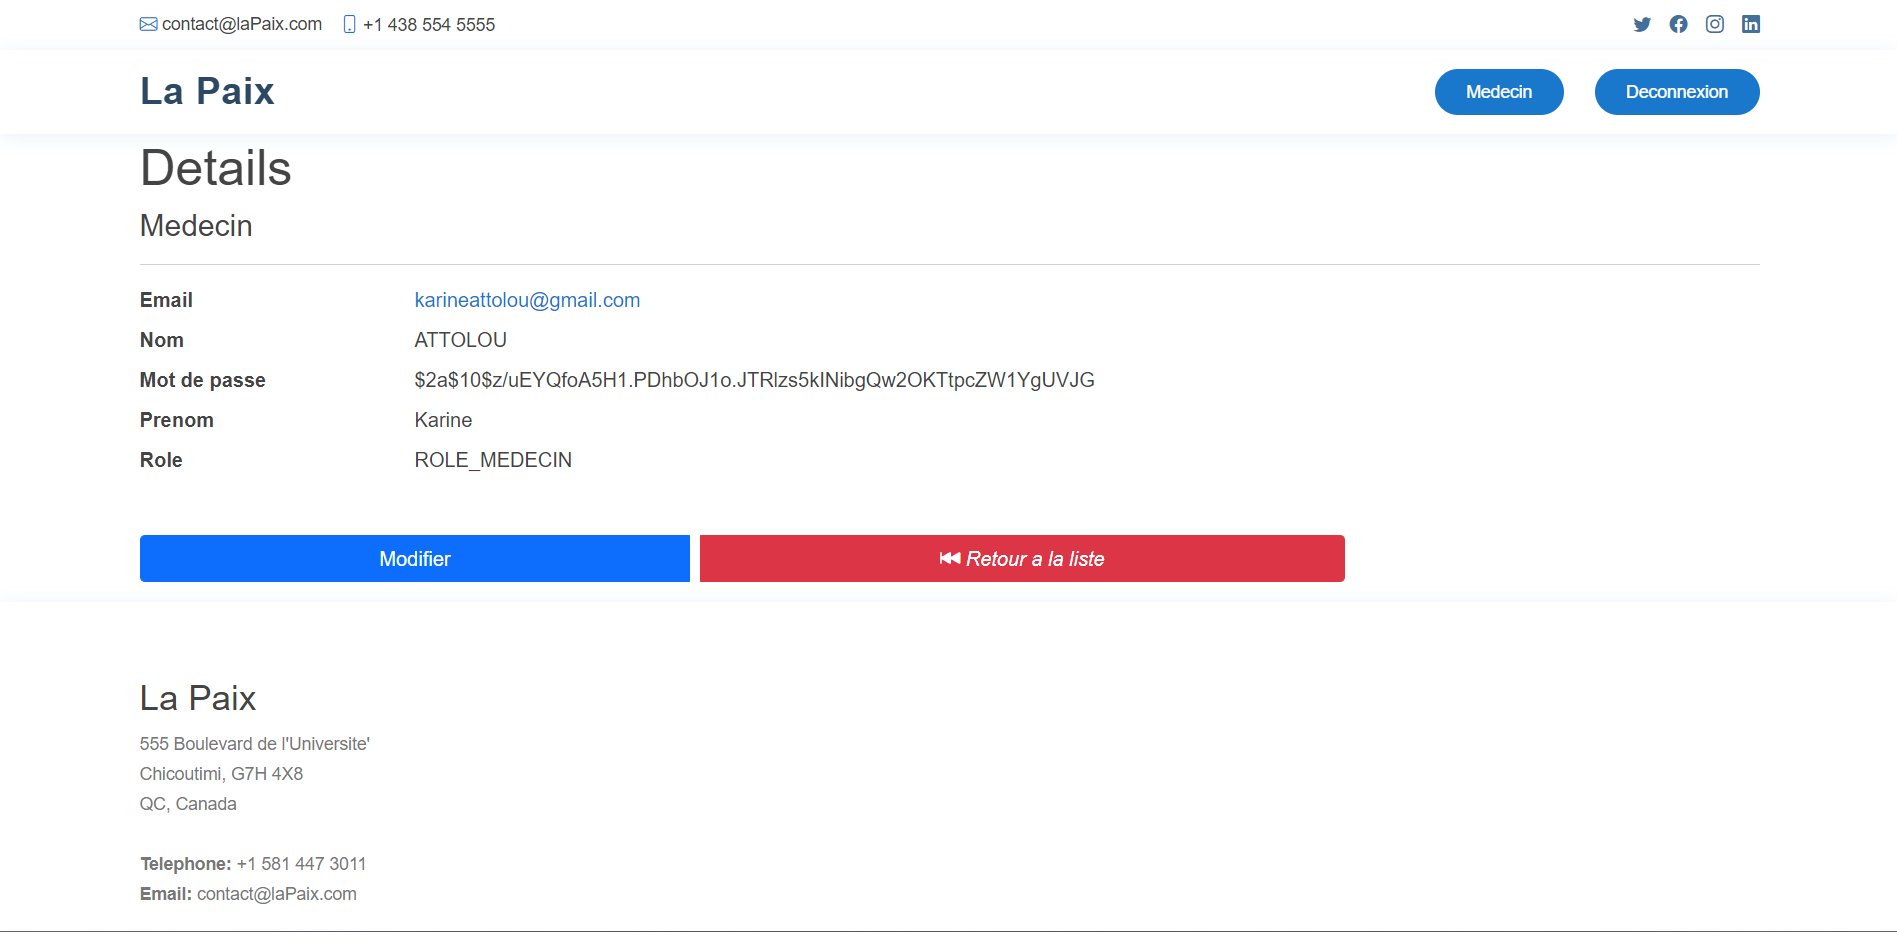 contact@laPaix.com +1 438 554 5555
La Paix Medecin Deconnexion
Details
Medecin
Email karineattolou@gmail.com
Nom ATTOLOU
Mot de passe $2a$10$z/uEYQfoA5H1.PDhbOJ1o.JTRlzs5kINibgQw2OKTtpcZW1YgUVJG
Prenom Karine
Role ROLE_MEDECIN
Modifier Retour a la liste
La Paix
555 Boulevard de l'Universite'
Chicoutimi, G7H 4X8
QC, Canada
Telephone: +1 581 447 3011
Email: contact@laPaix.com